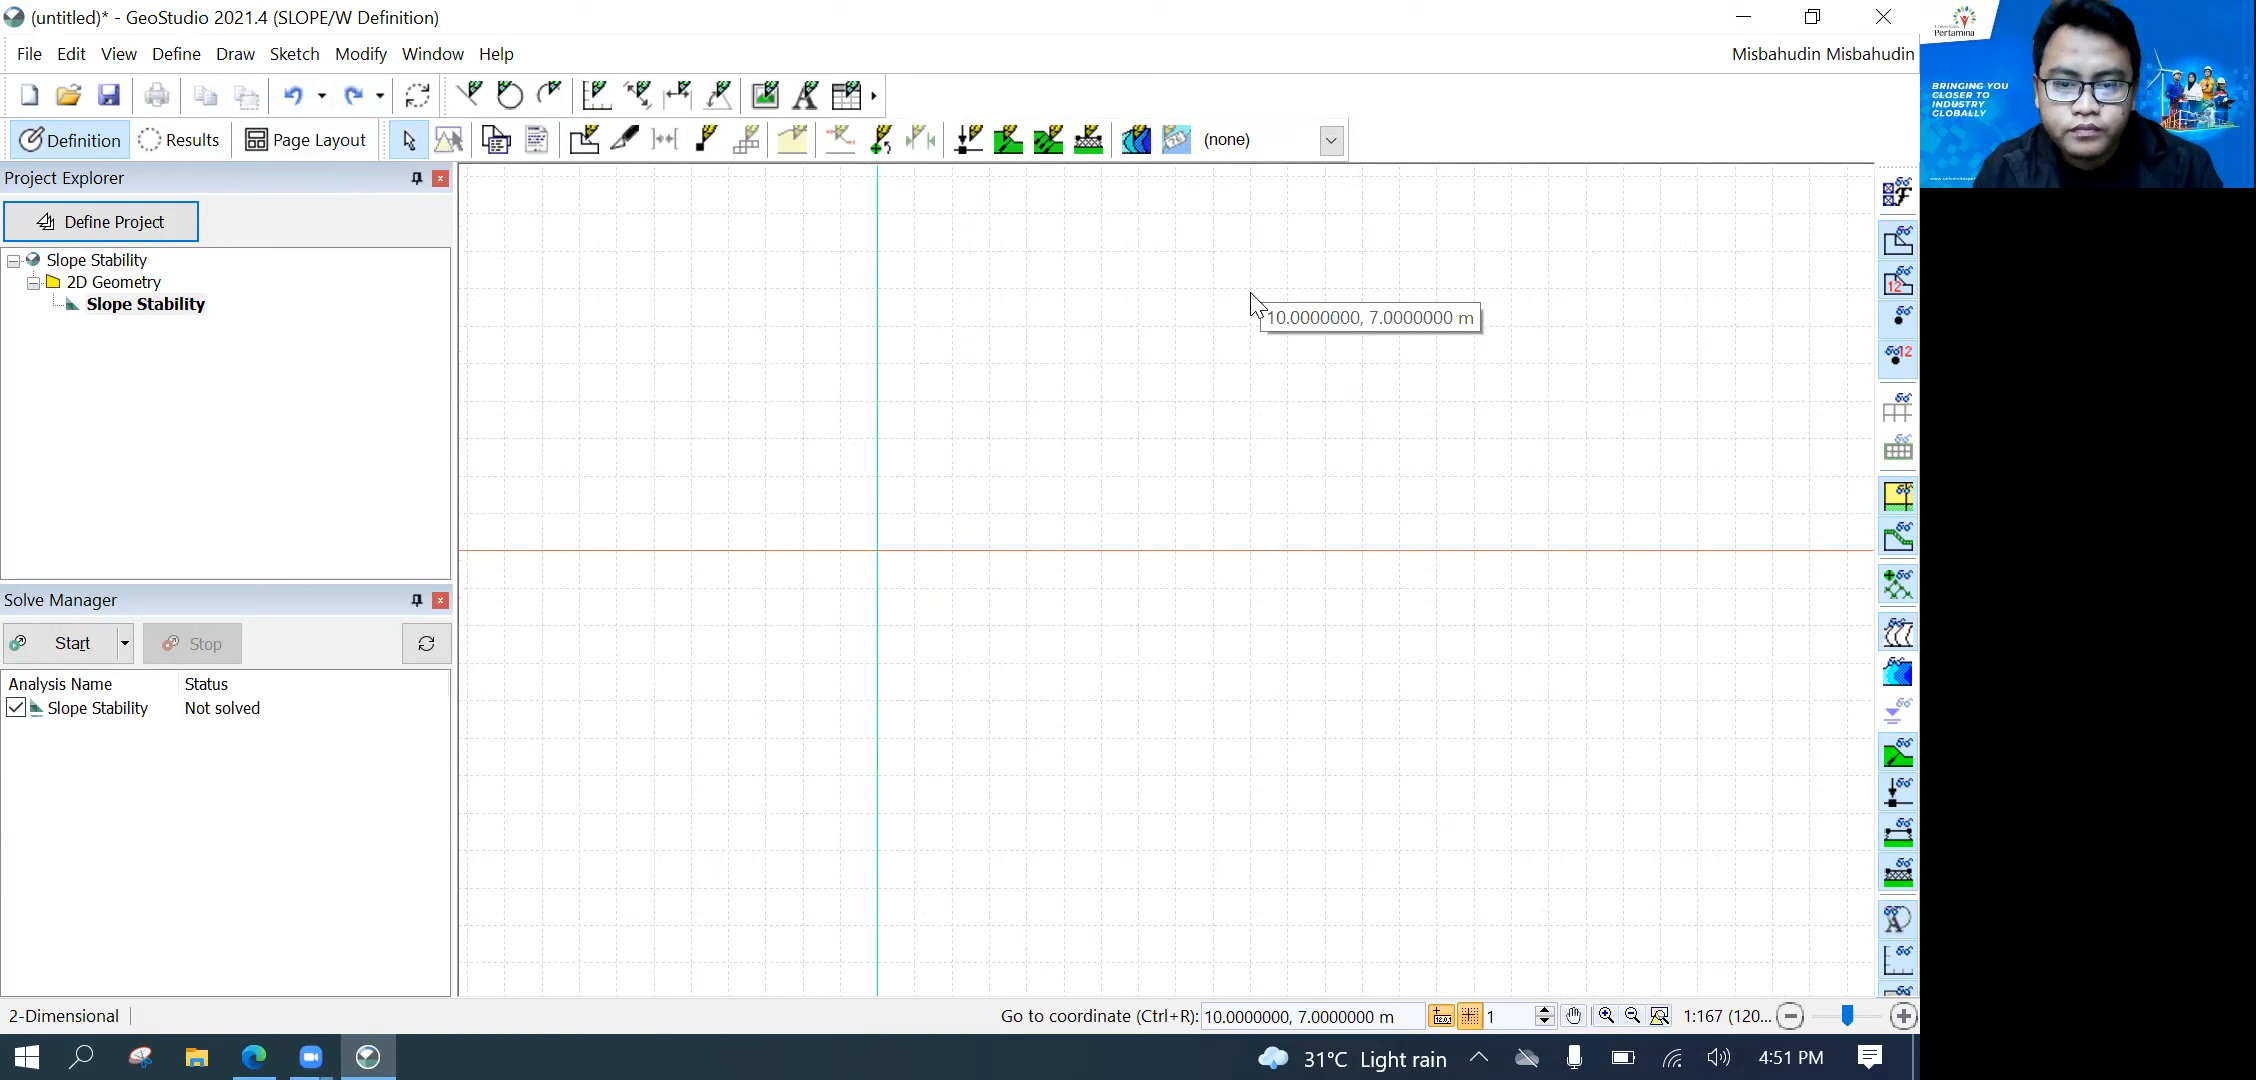 (untitled)* - GeoStudio 2021.4 (SLOPE/W Definition)
File Edit View Define Draw Sketch Modify Window Help
Misbahudin Misbahudin
Definition Results Page Layout
(none)
Project Explorer
Define Project
Slope Stability
2D Geometry
Slope Stability
10.0000000, 7.0000000 m
Solve Manager
Start Stop
Analysis Name Status
Slope Stability Not solved
2-Dimensional
Go to coordinate (Ctrl+R): 10.0000000, 7.0000000 m
1
1:167 (120...
31°C Light rain
4:51 PM
Pertamina
BRINGING YOU
CLOSER TO
INDUSTRY
GLOBALLY